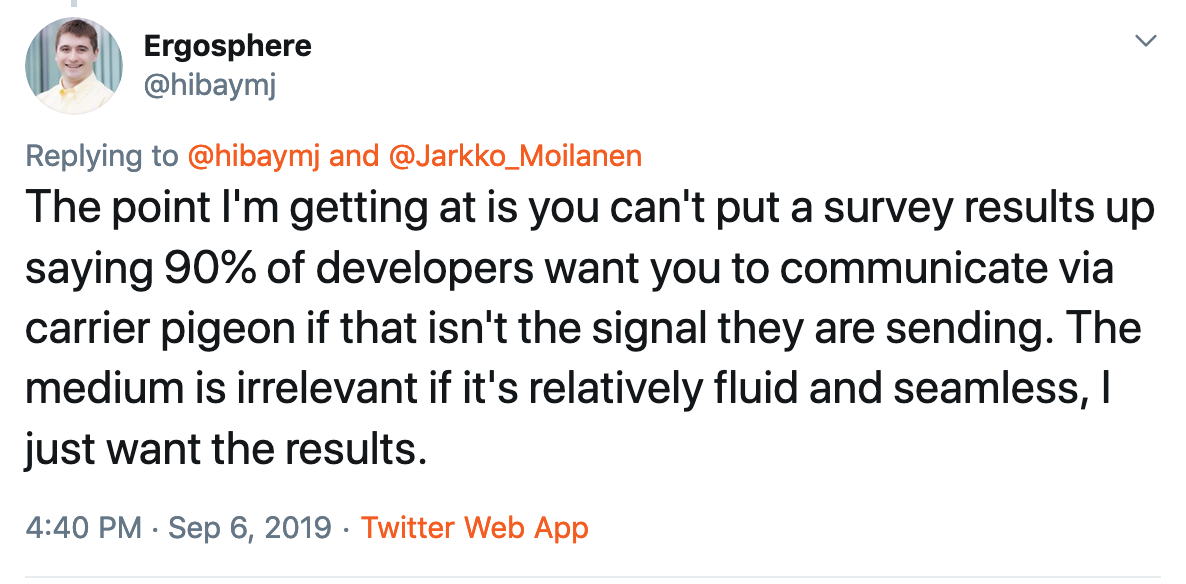 Ergosphere
@hibaymj
Replying to @hibaymj and @Jarkko_Moilanen
The point I'm getting at is you can't put a survey results up
saying 90% of developers want you to communicate via
carrier pigeon if that isn't the signal they are sending. The
medium is irrelevant if it's relatively fluid and seamless, I
just want the results.
4:40 PM · Sep 6, 2019 · Twitter Web App